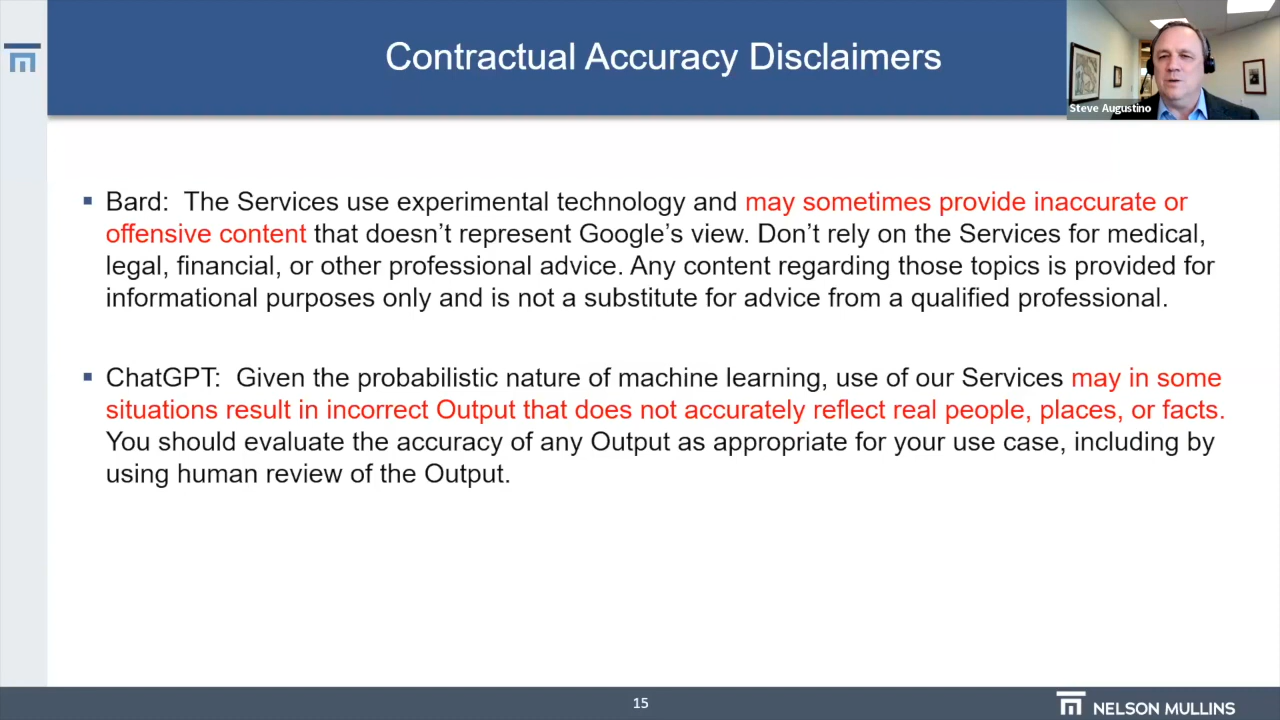 Contractual Accuracy Disclaimers
Steve Augustino
▪ Bard: The Services use experimental technology and may sometimes provide inaccurate or
offensive content that doesn’t represent Google’s view. Don’t rely on the Services for medical,
legal, financial, or other professional advice. Any content regarding those topics is provided for
informational purposes only and is not a substitute for advice from a qualified professional.
▪ ChatGPT: Given the probabilistic nature of machine learning, use of our Services may in some
situations result in incorrect Output that does not accurately reflect real people, places, or facts.
You should evaluate the accuracy of any Output as appropriate for your use case, including by
using human review of the Output.
15
NELSON MULLINS